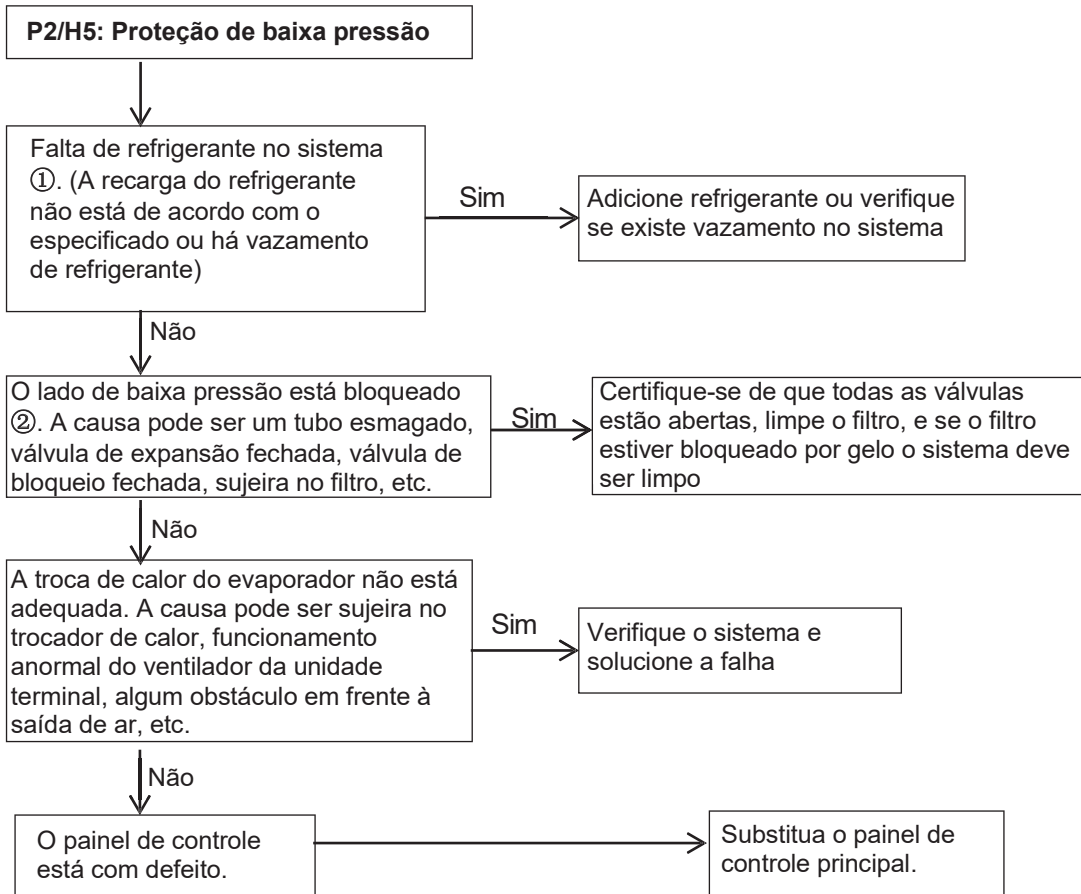 P2/H5: Proteção de baixa pressão
Falta de refrigerante no sistema
①. (A recarga do refrigerante
não está de acordo com o
especificado ou há vazamento
de refrigerante)
Sim
Adicione refrigerante ou verifique
se existe vazamento no sistema
Não
O lado de baixa pressão está bloqueado
②. A causa pode ser um tubo esmagado,
válvula de expansão fechada, válvula de
bloqueio fechada, sujeira no filtro, etc.
Sim
Certifique-se de que todas as válvulas
estão abertas, limpe o filtro, e se o filtro
estiver bloqueado por gelo o sistema deve
ser limpo
Não
A troca de calor do evaporador não está
adequada. A causa pode ser sujeira no
trocador de calor, funcionamento
anormal do ventilador da unidade
terminal, algum obstáculo em frente à
saída de ar, etc.
Sim
Verifique o sistema e
solucione a falha
Não
O painel de controle
está com defeito.
Substitua o painel de
controle principal.